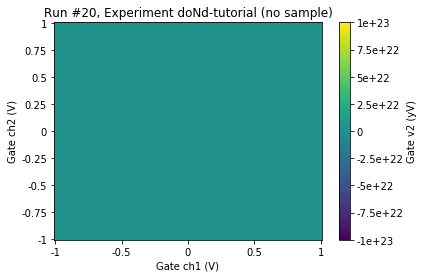 Run #20, Experiment doNd-tutorial (no sample)
1
0.75
0.5
0.25
0
-0.25
-0.5
-0.75
-1
Gate ch2 (V)
-1
-0.5
0
0.5
1
Gate ch1 (V)
1e+23
7.5e+22
5e+22
2.5e+22
0
-2.5e+22
-5e+22
-7.5e+22
-1e+23
Gate v2 (yV)